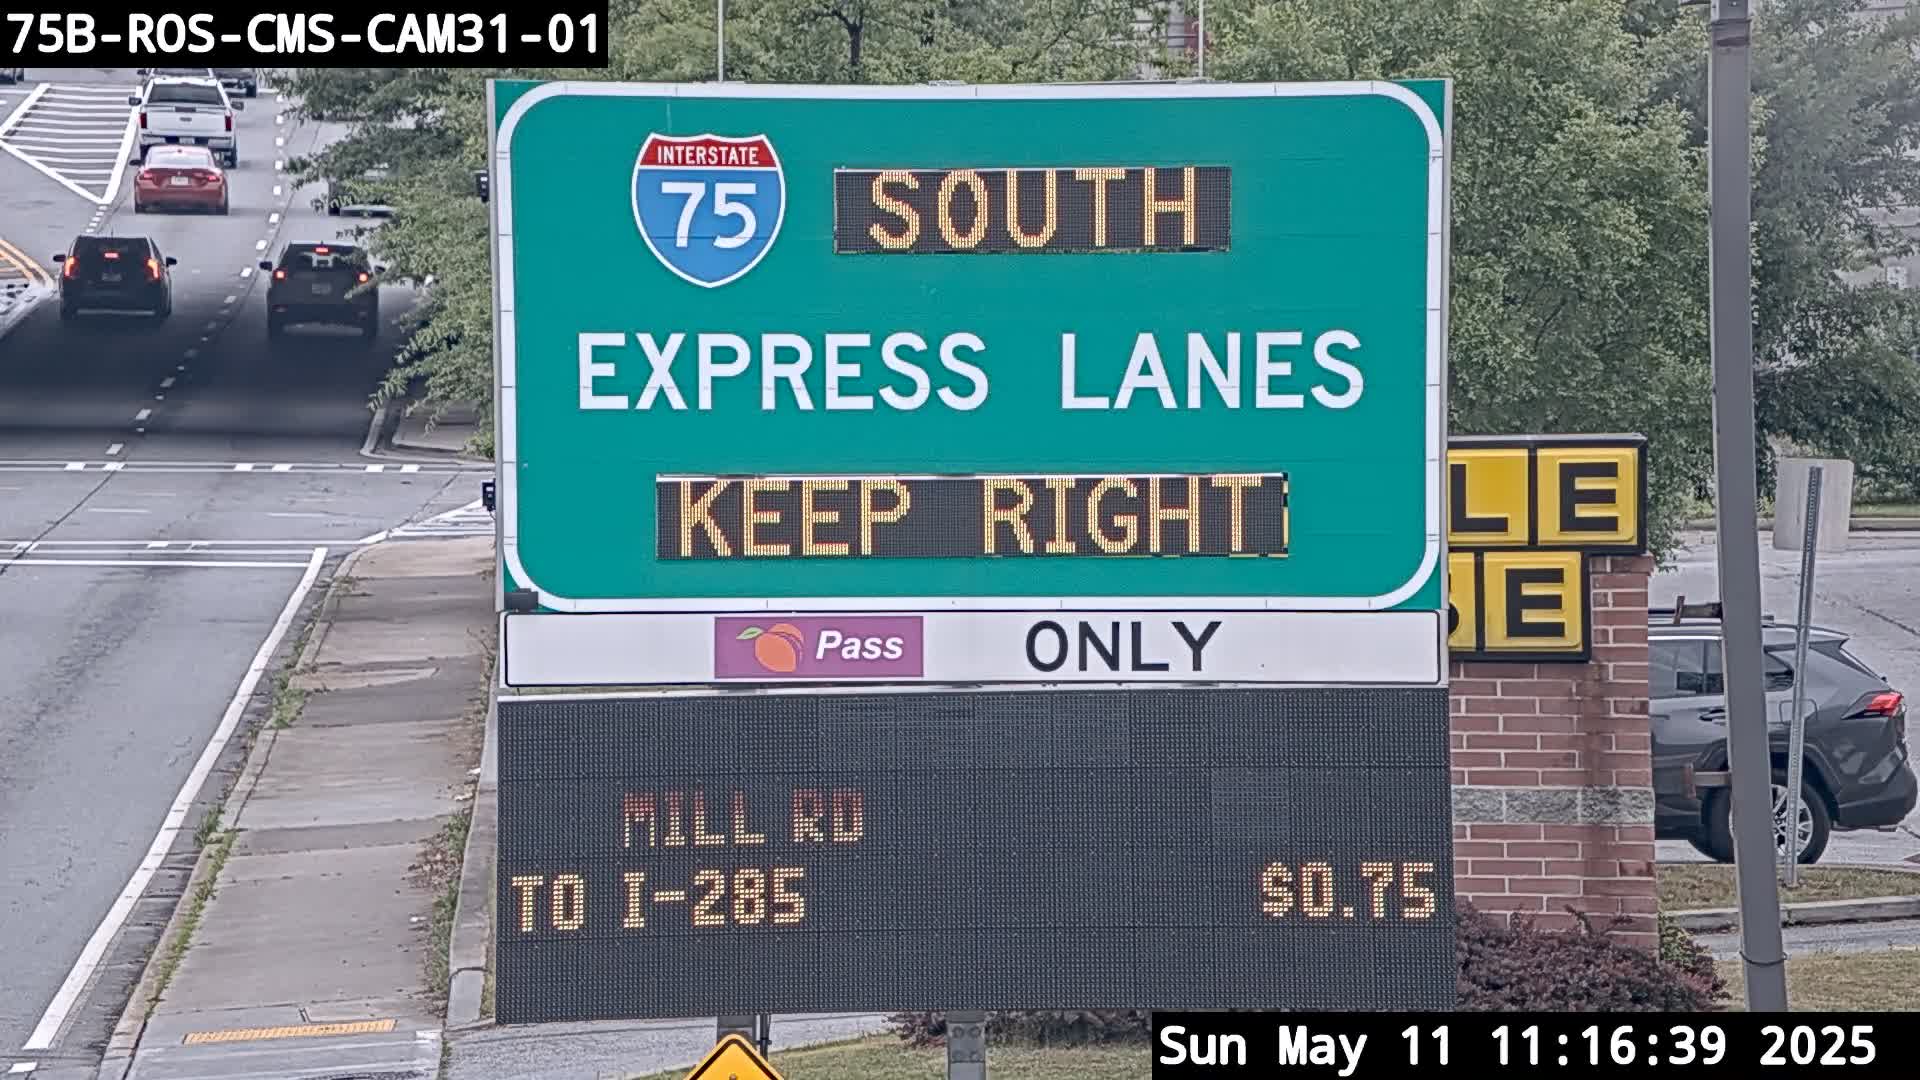 75B-ROS-CMS-CAM31-01
INTERSTATE
75
SOUTH
EXPRESS LANES
KEEP RIGHT
Pass ONLY
LE
E
MILL RD
TO I-285 $0.75
Sun May 11 11:16:39 2025